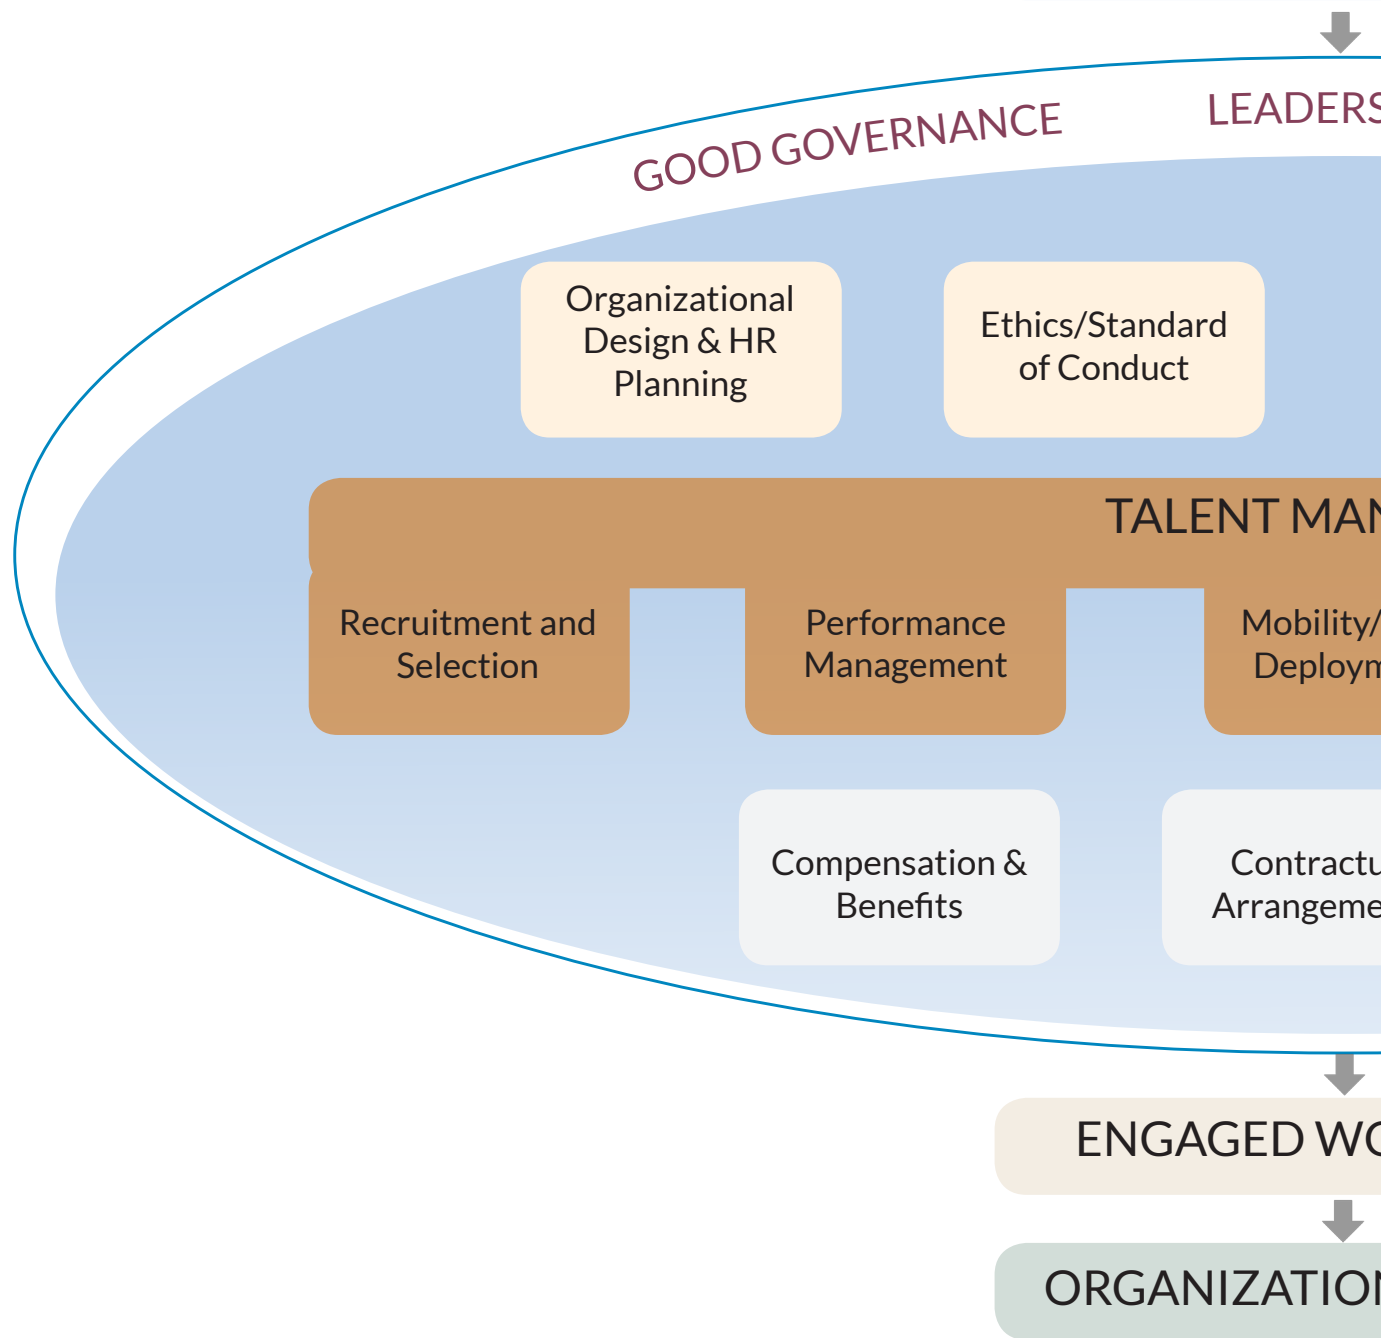 GOOD GOVERNANCE
LEADERS
Organizational
Design & HR
Planning
Ethics/Standard
of Conduct
TALENT MAN
Recruitment and
Selection
Performance
Management
Mobility/
Deploym
Compensation &
Benefits
Contractu
Arrangeme
ENGAGED WO
ORGANIZATION